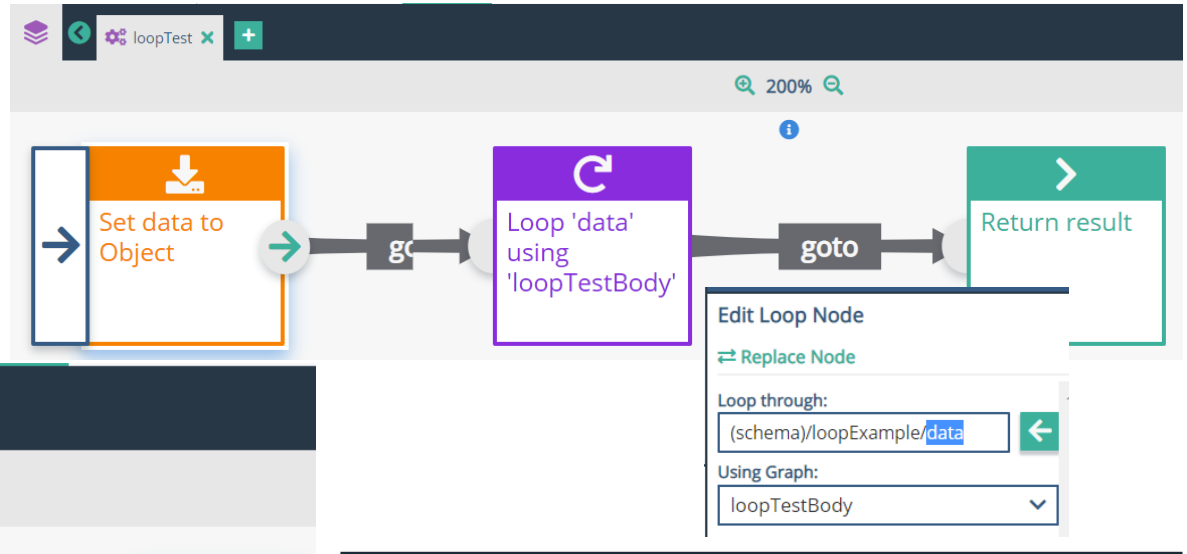 loopTest
200%
Set data to
Object
Loop 'data'
using
'loopTestBody'
goto
Return result
Edit Loop Node
Replace Node
Loop through:
(schema)/loopExample/data
Using Graph:
loopTestBody